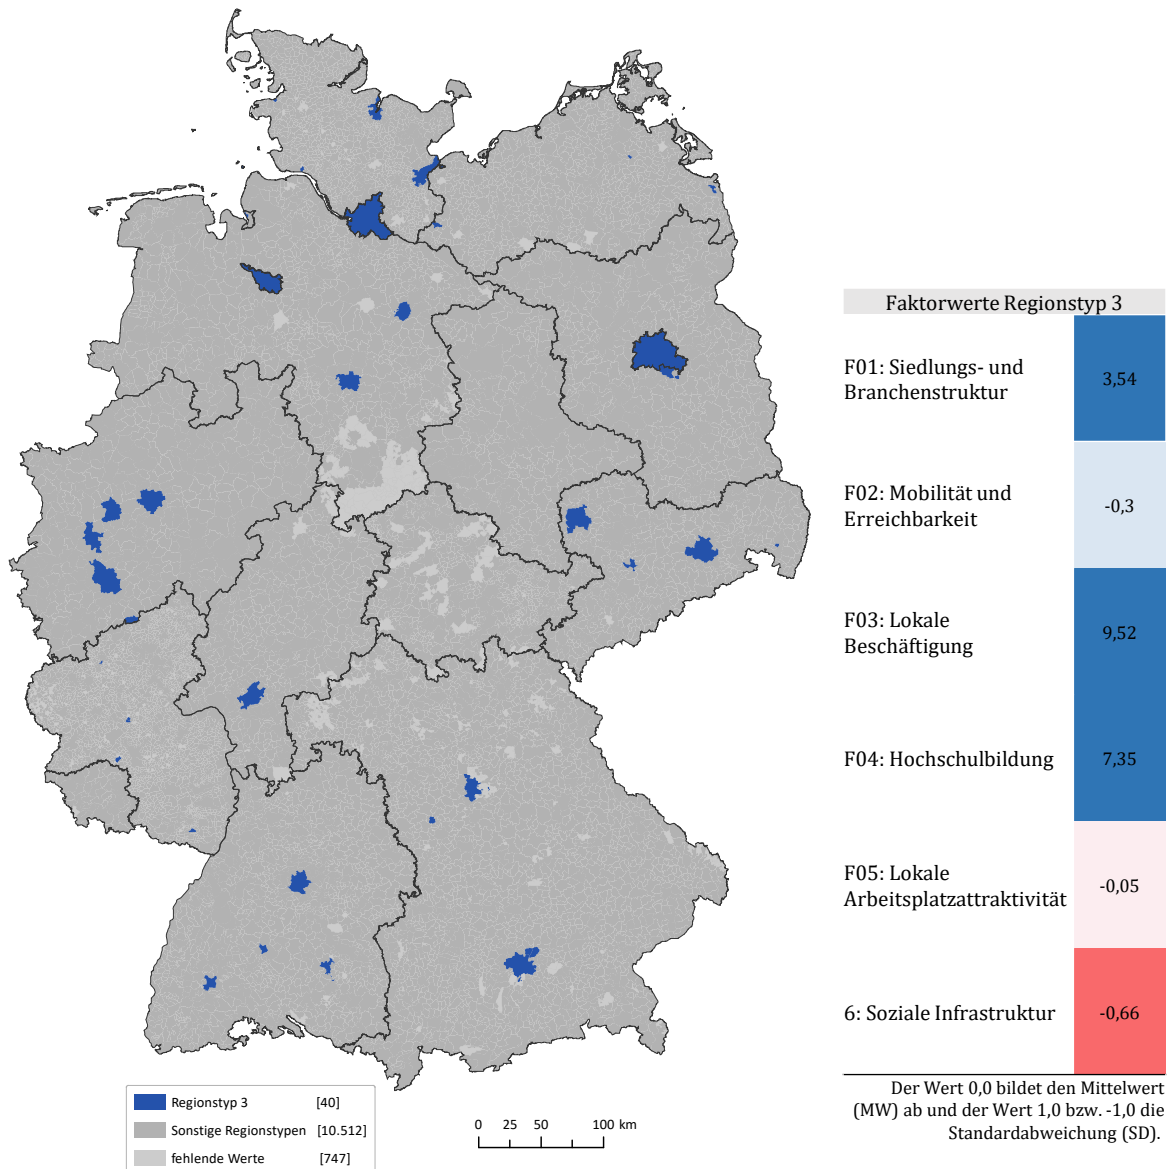 Faktorwerte Regionstyp 3
F01: Siedlungs- und
Branchenstruktur
3,54
F02: Mobilität und
Erreichbarkeit
-0,3
F03: Lokale
Beschäftigung
9,52
F04: Hochschulbildung
7,35
F05: Lokale
Arbeitsplatzattraktivität
-0,05
6: Soziale Infrastruktur
-0,66
Der Wert 0,0 bildet den Mittelwert
(MW) ab und der Wert 1,0 bzw. -1,0 die
Standardabweichung (SD).
Regionstyp 3 [40]
Sonstige Regionstypen [10.512]
fehlende Werte [747]
0 25 50 100 km